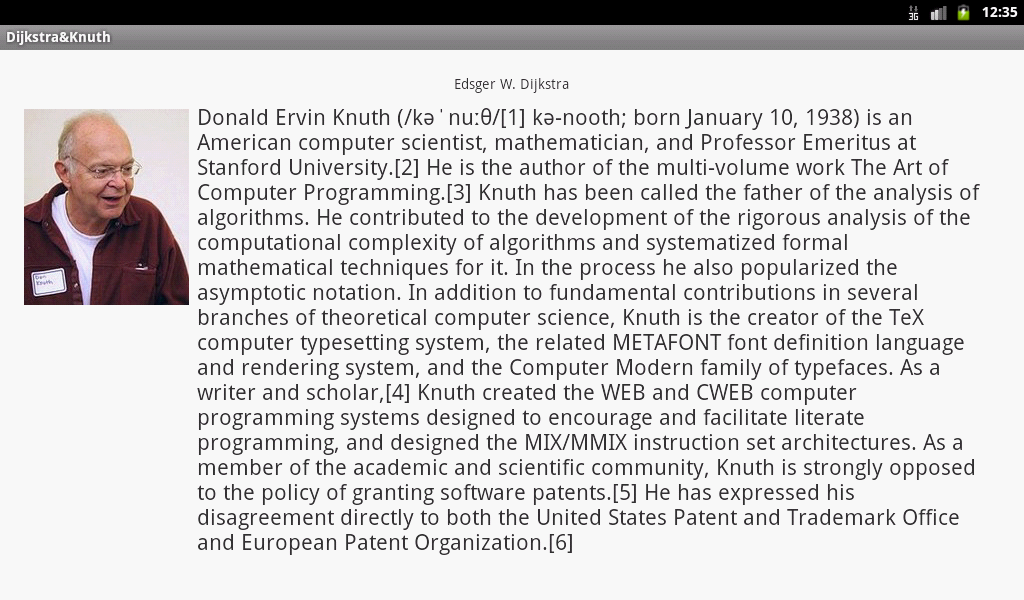 3G 12:35
Dijkstra&Knuth
Edsger W. Dijkstra
Donald Ervin Knuth (/kəˈnuːθ/[1] kə-nooth; born January 10, 1938) is an
American computer scientist, mathematician, and Professor Emeritus at
Stanford University.[2] He is the author of the multi-volume work The Art of
Computer Programming.[3] Knuth has been called the father of the analysis of
algorithms. He contributed to the development of the rigorous analysis of the
computational complexity of algorithms and systematized formal
mathematical techniques for it. In the process he also popularized the
asymptotic notation. In addition to fundamental contributions in several
branches of theoretical computer science, Knuth is the creator of the TeX
computer typesetting system, the related METAFONT font definition language
and rendering system, and the Computer Modern family of typefaces. As a
writer and scholar,[4] Knuth created the WEB and CWEB computer
programming systems designed to encourage and facilitate literate
programming, and designed the MIX/MMIX instruction set architectures. As a
member of the academic and scientific community, Knuth is strongly opposed
to the policy of granting software patents.[5] He has expressed his
disagreement directly to both the United States Patent and Trademark Office
and European Patent Organization.[6]
Don
Knuth